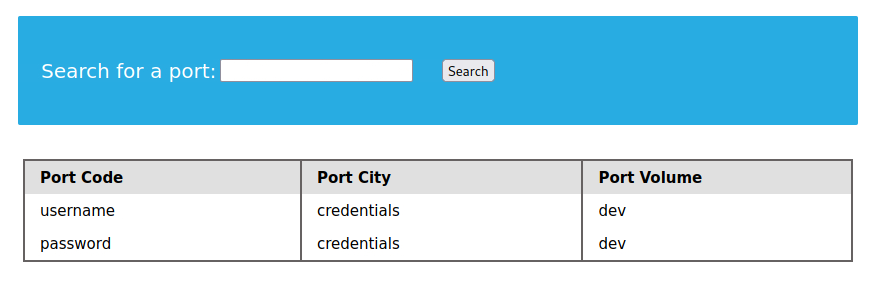 Search for a port: Search
Port Code Port City Port Volume
username credentials dev
password credentials dev